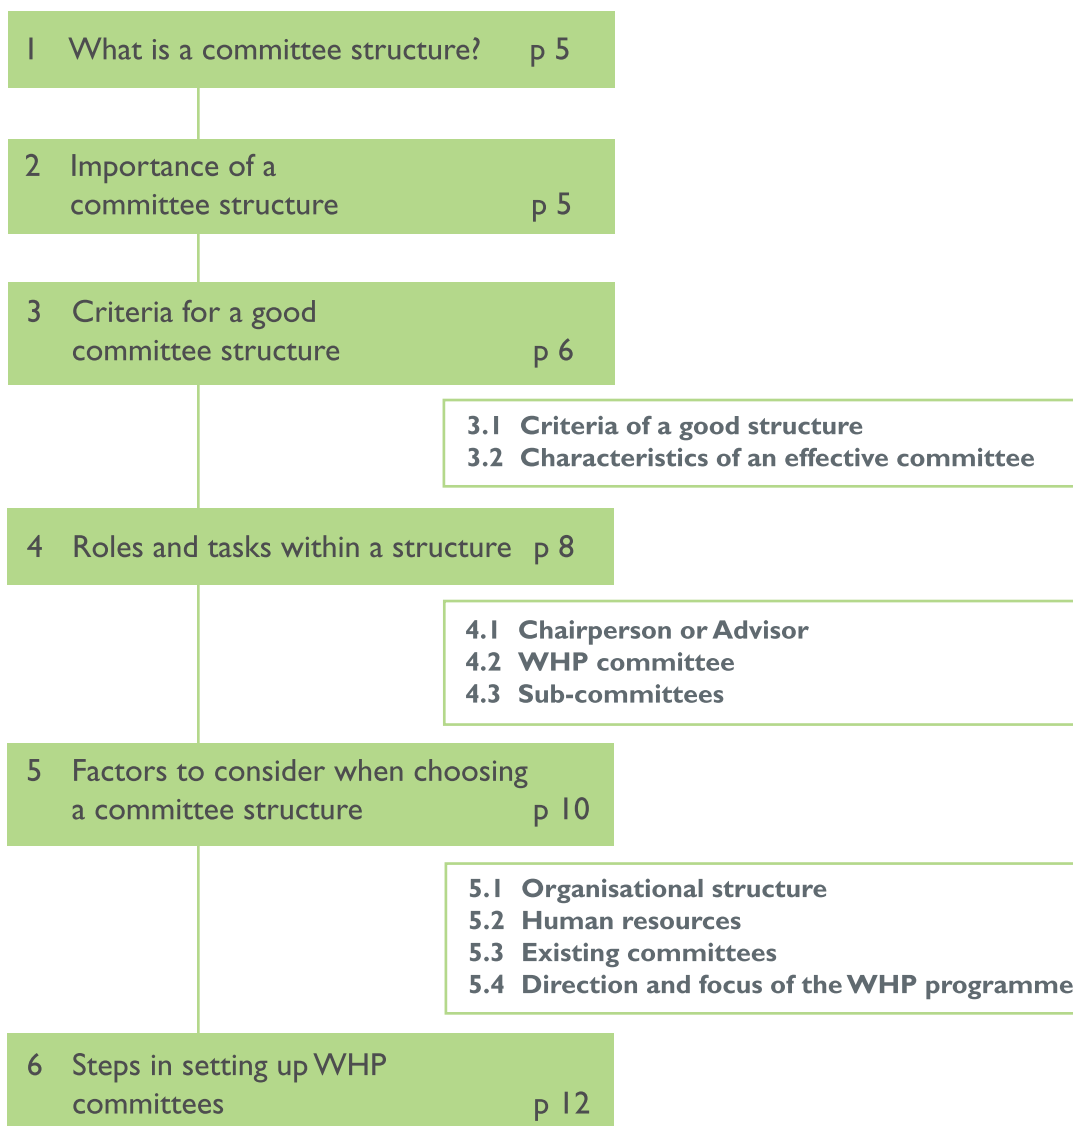 1 What is a committee structure? p 5
2 Importance of a
committee structure p 5
3 Criteria for a good
committee structure p 6
3.1 Criteria of a good structure
3.2 Characteristics of an effective committee
4 Roles and tasks within a structure p 8
4.1 Chairperson or Advisor
4.2 WHP committee
4.3 Sub-committees
5 Factors to consider when choosing
a committee structure p 10
5.1 Organisational structure
5.2 Human resources
5.3 Existing committees
5.4 Direction and focus of the WHP programme
6 Steps in setting up WHP
committees p 12